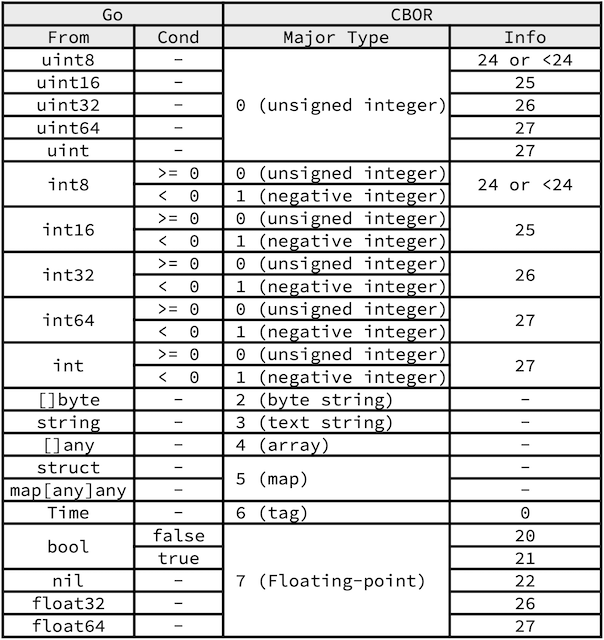 Go CBOR
From Cond Major Type Info
uint8 - 0 (unsigned integer) 24 or <24
uint16 - 25
uint32 - 26
uint64 - 27
uint - 27
int8 >= 0 0 (unsigned integer) 24 or <24
< 0 1 (negative integer)
int16 >= 0 0 (unsigned integer) 25
< 0 1 (negative integer)
int32 >= 0 0 (unsigned integer) 26
< 0 1 (negative integer)
int64 >= 0 0 (unsigned integer) 27
< 0 1 (negative integer)
int >= 0 0 (unsigned integer) 27
< 0 1 (negative integer)
[]byte - 2 (byte string) -
string - 3 (text string) -
[]any - 4 (array) -
struct - 5 (map) -
map[any]any - -
Time - 6 (tag) 0
bool false 7 (Floating-point) 20
true 21
nil - 22
float32 - 26
float64 - 27